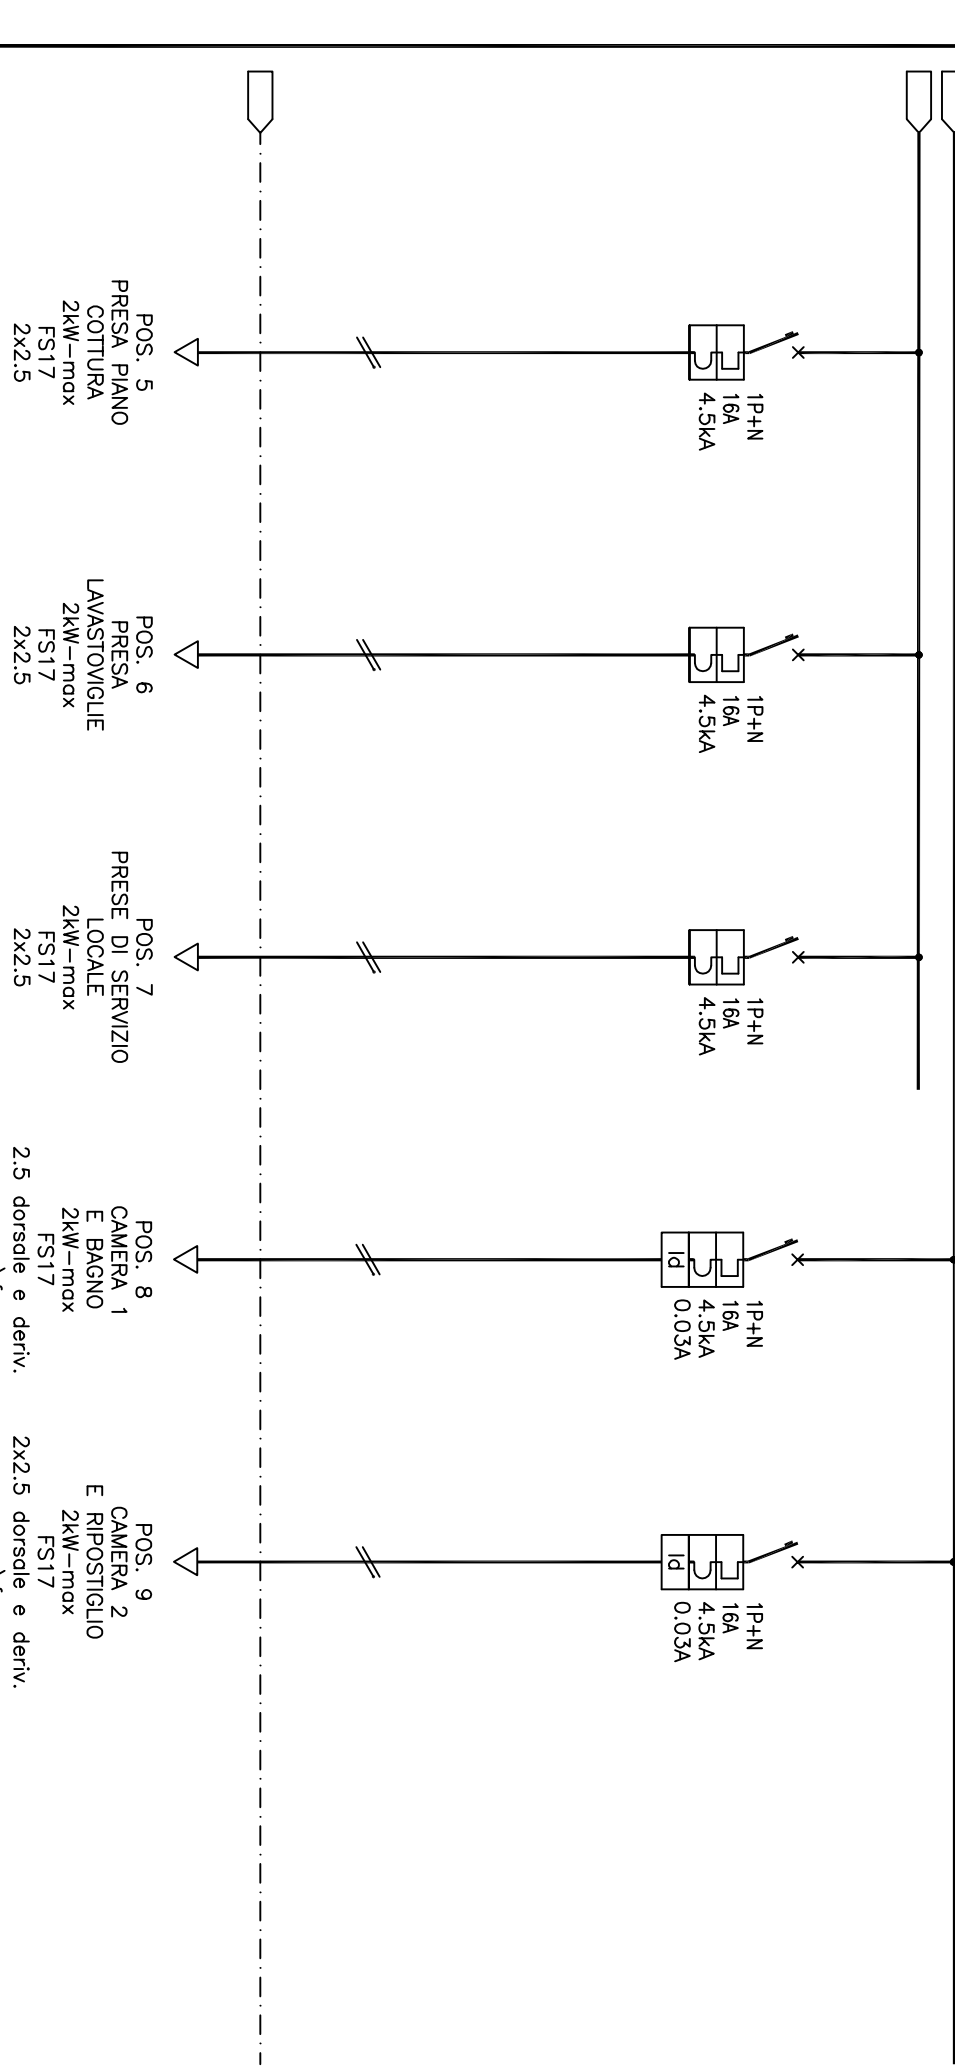 1P+N
16A
4.5kA
POS. 5
PRESA PIANO
COTTURA
2kW-max
FS17
2x2.5
1P+N
16A
4.5kA
POS. 6
PRESA
LAVASTOVIGLIE
2kW-max
FS17
2x2.5
1P+N
16A
4.5kA
POS. 7
PRESE DI SERVIZIO
LOCALE
2kW-max
FS17
2x2.5
Id
1P+N
16A
4.5kA
0.03A
POS. 8
CAMERA 1
E BAGNO
2kW-max
FS17
2.5 dorsale e deriv.
Id
1P+N
16A
4.5kA
0.03A
POS. 9
CAMERA 2
E RIPOSTIGLIO
2kW-max
FS17
2x2.5 dorsale e deriv.